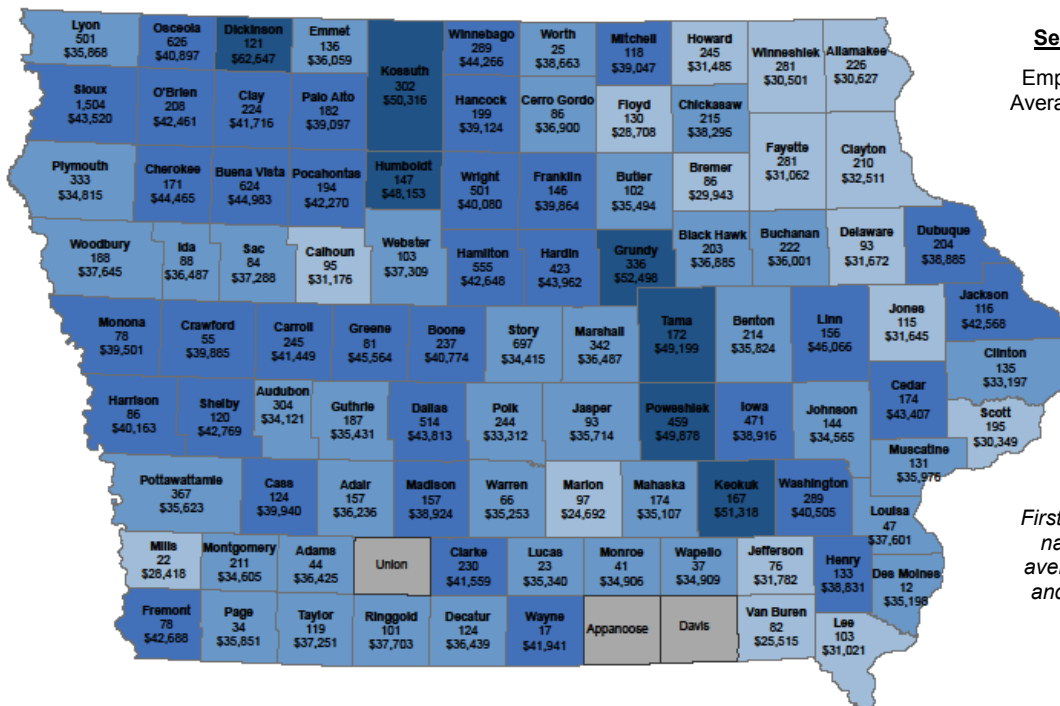 Lyon
501
$35,868
Osceola
626
$40,897
Dickinson
121
$62,647
Emmet
136
$36,059
Kossuth
302
$50,316
Winnebago
289
$44,266
Worth
25
$38,663
Mitchell
118
$39,047
Howard
245
$31,485
Winneshiek
281
$30,501
Allamakee
226
$30,627
Se
Emp
Avera
Sioux
1,504
$43,520
O'Brien
208
$42,461
Clay
224
$41,716
Palo Alto
182
$39,097
Hancock
199
$39,124
Cerro Gordo
86
$36,900
Floyd
130
$28,708
Chickasaw
215
$38,295
Fayette
281
$31,062
Clayton
210
$32,511
Plymouth
333
$34,815
Cherokee
171
$44,465
Buena Vista
624
$44,983
Pocahontas
194
$42,270
Humboldt
147
$48,153
Wright
501
$40,080
Franklin
146
$39,864
Butler
102
$35,494
Bremer
86
$29,943
Woodbury
188
$37,645
Ida
88
$36,487
Sac
84
$37,288
Calhoun
95
$31,176
Webster
103
$37,309
Hamilton
555
$42,648
Hardin
423
$43,962
Grundy
336
$52,498
Black Hawk
203
$36,885
Buchanan
222
$36,001
Delaware
93
$31,672
Dubuque
204
$38,885
Monona
78
$39,501
Crawford
55
$39,885
Carroll
245
$41,449
Greene
81
$45,564
Boone
237
$40,774
Story
697
$34,415
Marshall
342
$36,487
Tama
172
$49,199
Benton
214
$35,824
Linn
156
$46,066
Jones
115
$31,645
Jackson
116
$42,568
Clinton
135
$33,197
Harrison
86
$40,163
Shelby
120
$42,769
Audubon
304
$34,121
Guthrie
187
$35,431
Dallas
514
$43,813
Polk
244
$33,312
Jasper
93
$35,714
Poweshiek
459
$49,878
Iowa
471
$38,916
Johnson
144
$34,565
Cedar
174
$43,407
Scott
195
$30,349
Muscatine
131
$35,976
Pottawattamie
367
$35,623
Cass
124
$39,940
Adair
157
$36,236
Madison
157
$38,924
Warren
66
$35,253
Marion
97
$24,692
Mahaska
174
$35,107
Keokuk
167
$51,318
Washington
289
$40,505
Louisa
47
$37,601
First
na
aver
and
Mills
22
$28,418
Montgomery
211
$34,605
Adams
44
$36,425
Union
Clarke
230
$41,559
Lucas
23
$35,340
Monroe
41
$34,906
Wapello
37
$34,909
Jefferson
76
$31,782
Henry
133
$38,831
Des Moines
12
$35,198
Fremont
78
$42,688
Page
34
$35,851
Taylor
119
$37,251
Ringgold
101
$37,703
Decatur
124
$36,439
Wayne
17
$41,941
Appanoose
Davis
Van Buren
82
$25,515
Lee
103
$31,021